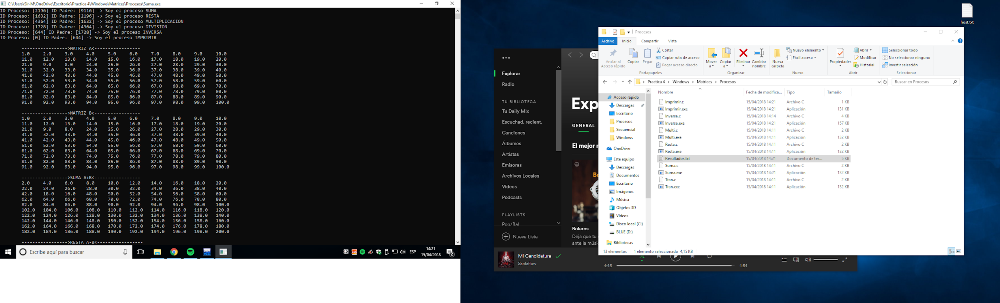 C:\Users\Sir-M\OneDrive\Escritorio\Practica 4\Windows\Matrices\Procesos\Suma.exe
ID Proceso: [2196] ID Padre: [9116] -> Soy el proceso SUMA
ID Proceso: [1632] ID Padre: [2196] -> Soy el proceso RESTA
ID Proceso: [4364] ID Padre: [1632] -> Soy el proceso MULTIPLICACION
ID Proceso: [1728] ID Padre: [4364] -> Soy el proceso DIVISION
ID Proceso: [644] ID Padre: [1728] -> Soy el proceso INVERSA
ID Proceso: [0] ID Padre: [644] -> Soy el proceso IMPRIMIR
----------------->MATRIZ A<-----------------
1.0 2.0 3.0 4.0 5.0 6.0 7.0 8.0 9.0 10.0
11.0 12.0 13.0 14.0 15.0 16.0 17.0 18.0 19.0 20.0
21.0 9.0 8.0 24.0 25.0 26.0 27.0 28.0 29.0 30.0
31.0 32.0 33.0 34.0 35.0 36.0 37.0 38.0 39.0 40.0
41.0 42.0 43.0 44.0 45.0 46.0 47.0 48.0 49.0 50.0
51.0 52.0 53.0 54.0 55.0 56.0 57.0 58.0 59.0 60.0
61.0 62.0 63.0 64.0 65.0 66.0 67.0 68.0 69.0 70.0
71.0 72.0 73.0 74.0 75.0 76.0 77.0 78.0 79.0 80.0
81.0 82.0 83.0 84.0 85.0 86.0 87.0 88.0 89.0 90.0
91.0 92.0 93.0 94.0 95.0 96.0 97.0 98.0 99.0 100.0
----------------->MATRIZ B<-----------------
1.0 2.0 3.0 4.0 5.0 6.0 7.0 8.0 9.0 10.0
11.0 12.0 13.0 14.0 15.0 16.0 17.0 18.0 19.0 20.0
21.0 9.0 8.0 24.0 25.0 26.0 27.0 28.0 29.0 30.0
31.0 32.0 33.0 34.0 35.0 36.0 37.0 38.0 39.0 40.0
41.0 42.0 43.0 44.0 45.0 46.0 47.0 48.0 49.0 50.0
51.0 52.0 53.0 54.0 55.0 56.0 57.0 58.0 59.0 60.0
61.0 62.0 63.0 64.0 65.0 66.0 67.0 68.0 69.0 70.0
71.0 72.0 73.0 74.0 75.0 76.0 77.0 78.0 79.0 80.0
81.0 82.0 83.0 84.0 85.0 86.0 87.0 88.0 89.0 90.0
91.0 92.0 93.0 94.0 95.0 96.0 97.0 98.0 99.0 100.0
----------------->SUMA A+B<-----------------
2.0 4.0 6.0 8.0 10.0 12.0 14.0 16.0 18.0 20.0
22.0 24.0 26.0 28.0 30.0 32.0 34.0 36.0 38.0 40.0
42.0 18.0 16.0 48.0 50.0 52.0 54.0 56.0 58.0 60.0
62.0 64.0 66.0 68.0 70.0 72.0 74.0 76.0 78.0 80.0
82.0 84.0 86.0 88.0 90.0 92.0 94.0 96.0 98.0 100.0
102.0 104.0 106.0 108.0 110.0 112.0 114.0 116.0 118.0 120.0
122.0 124.0 126.0 128.0 130.0 132.0 134.0 136.0 138.0 140.0
142.0 144.0 146.0 148.0 150.0 152.0 154.0 156.0 158.0 160.0
162.0 164.0 166.0 168.0 170.0 172.0 174.0 176.0 178.0 180.0
182.0 184.0 186.0 188.0 190.0 192.0 194.0 196.0 198.0 200.0
----------------->RESTA A-B<-----------------
Escribe aquí para buscar
DEV
ESP
14:21
15/04/2018
2
host.txt
Explorar
Radio
TU BIBLIOTECA
Tu Daily Mix
Escuchad. recient.
Canciones
Álbumes
Artistas
Emisoras
Archivos Locales
Vídeos
Podcasts
PLAYLISTS
Pop/Bal
Nueva Lista
Exp
GENERAL
El mejor
Bo
Boleros
Deja que tu
ante la músi
Mi Candidatura
Santaflow
4:46
4:54
Procesos
Archivo Inicio Compartir Vista
Anclar al Acceso rápido
Copiar
Pegar
Cortar
Copiar ruta de acceso
Pegar acceso directo
Portapapeles
Mover a
Copiar a
Eliminar
Cambiar nombre
Organizar
Nueva carpeta
Nuevo elemento
Fácil acceso
Nuevo
Propiedades
Abrir
Modificar
Historial
Abrir
Seleccionar todo
No seleccionar ninguno
Invertir selección
Seleccionar
Practica 4 > Windows > Matrices > Procesos
Buscar en Procesos
Acceso rápido
Descargas
Escritorio
Procesos
Secuencial
Windows
OneDrive
Este equipo
Descargas
Documentos
Escritorio
Imágenes
Música
Objetos 3D
Vídeos
Disco local (C:)
BLUE (D:)
Bibliotecas
Nombre Fecha de modifica... Tipo Tamaño
Imprimir.c 15/04/2018 14:21 Archivo C 1 KB
Imprimir.exe 15/04/2018 14:21 Aplicación 131 KB
Inversa.c 15/04/2018 14:14 Archivo C 4 KB
Inversa.exe 15/04/2018 14:21 Aplicación 157 KB
Multi.c 15/04/2018 14:11 Archivo C 2 KB
Multi.exe 15/04/2018 14:11 Aplicación 132 KB
Resta.c 15/04/2018 14:11 Archivo C 2 KB
Resta.exe 15/04/2018 14:11 Aplicación 132 KB
Resultados.txt 15/04/2018 14:21 Documento de tex... 5 KB
Suma.c 15/04/2018 14:11 Archivo C 2 KB
Suma.exe 15/04/2018 14:21 Aplicación 132 KB
Tran.c 15/04/2018 14:11 Archivo C 2 KB
Tran.exe 15/04/2018 14:11 Aplicación 132 KB
13 elementos 1 elemento seleccionado 4,15 KB